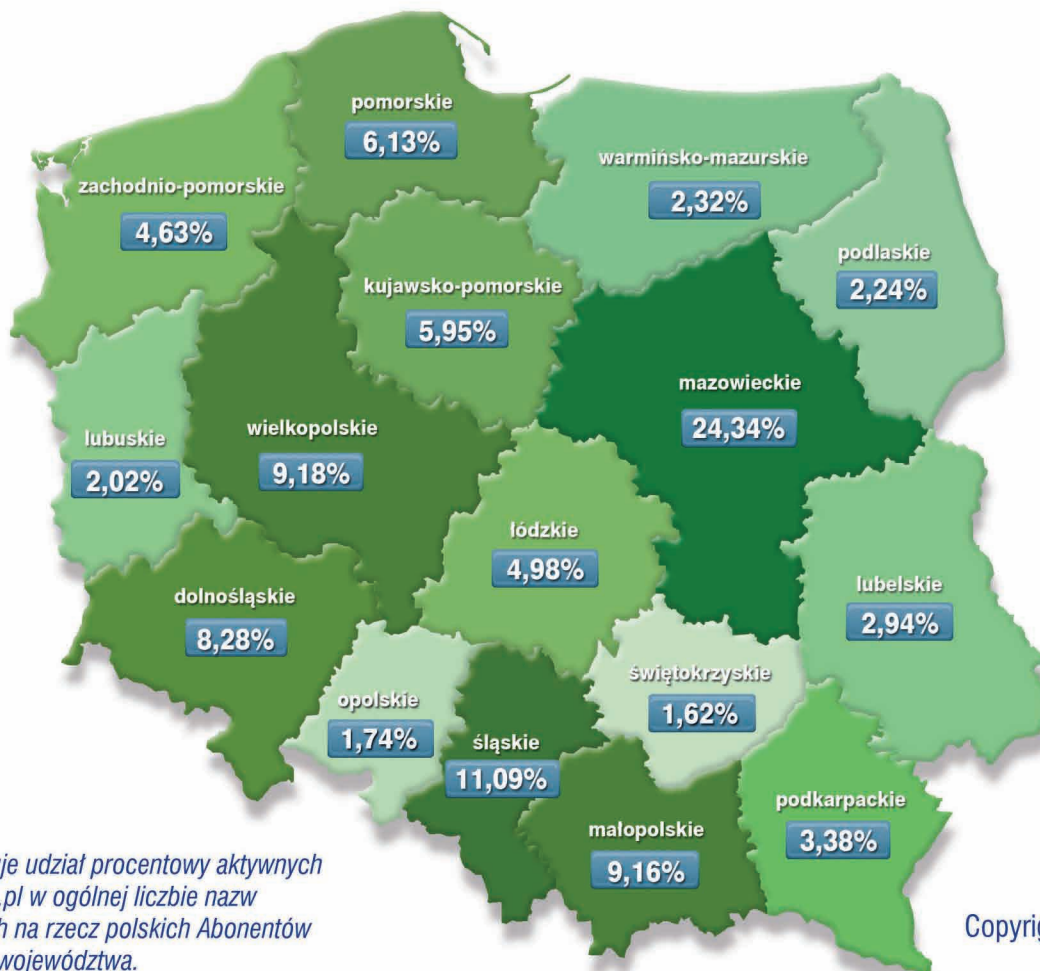 pomorskie
6,13%
warmińsko-mazurskie
2,32%
zachodnio-pomorskie
4,63%
podlaskie
2,24%
kujawsko-pomorskie
5,95%
mazowieckie
24,34%
wielkopolskie
9,18%
lubuskie
2,02%
łódzkie
4,98%
lubelskie
2,94%
dolnośląskie
8,28%
świętokrzyskie
1,62%
opolskie
1,74%
śląskie
11,09%
podkarpackie
3,38%
małopolskie
9,16%
je udział procentowy aktywnych
.pl w ogólnej liczbie nazw
h na rzecz polskich Abonentów
województwa.
Copyrig